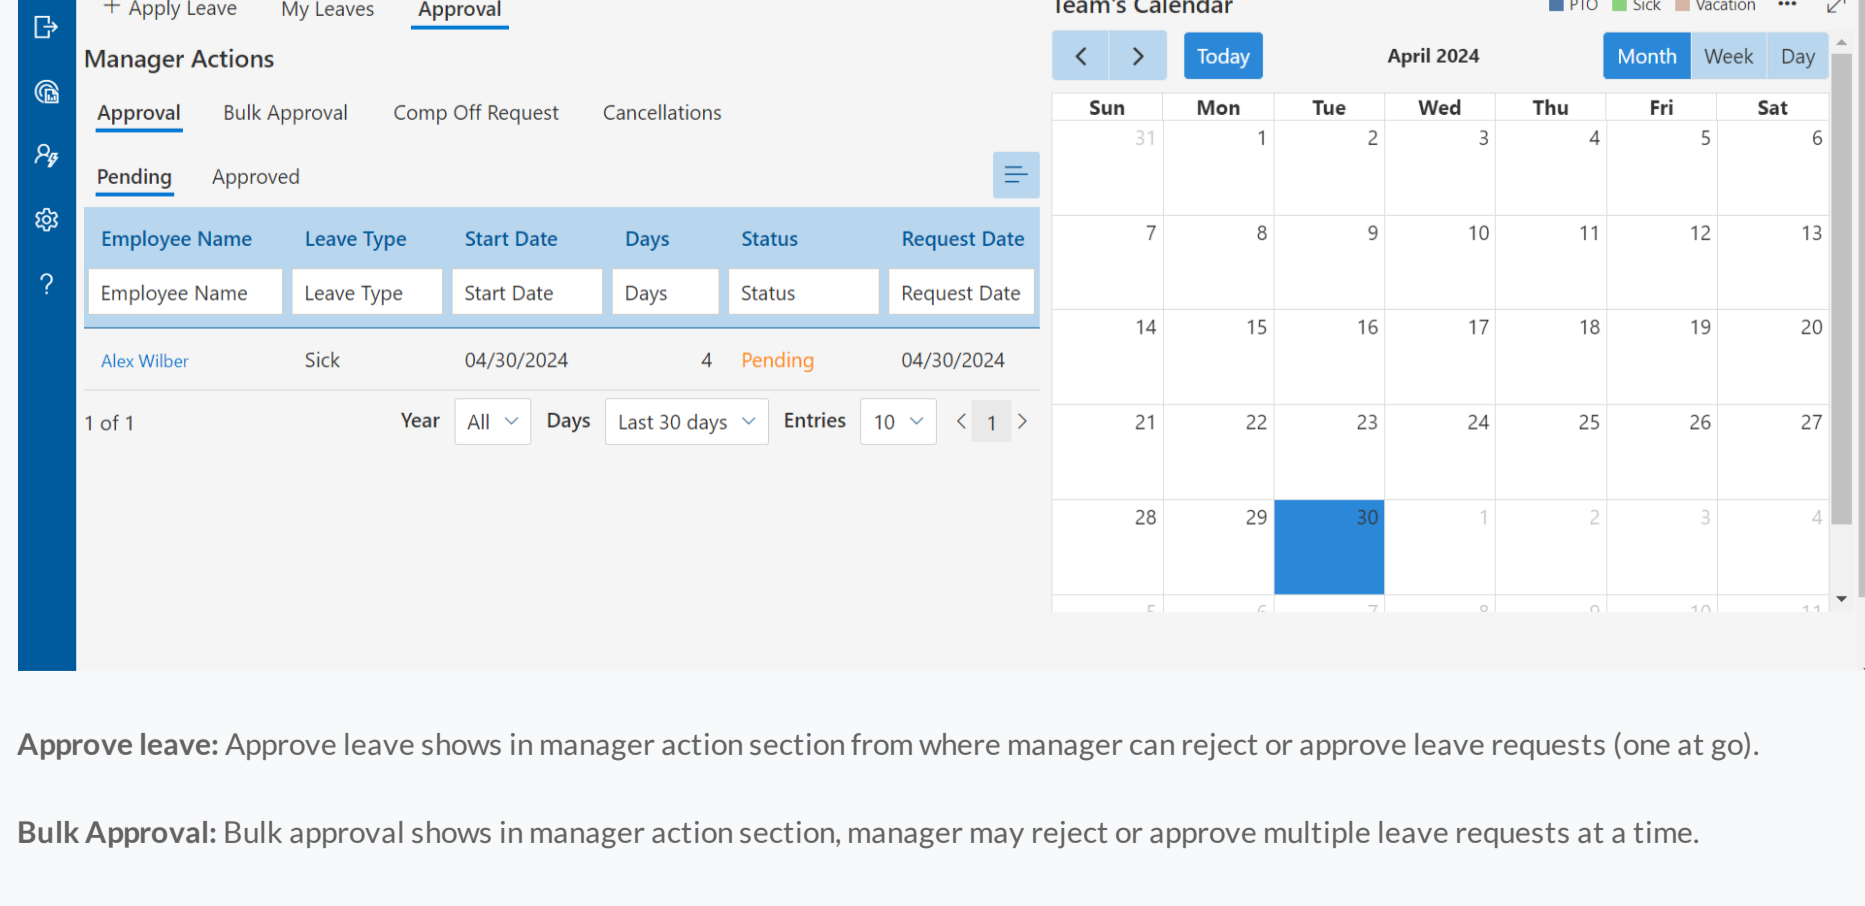 + Apply Leave My Leaves Approval
Manager Actions
Approval Bulk Approval Comp Off Request Cancellations
Pending Approved
Employee Name Leave Type Start Date Days Status Request Date
Employee Name Leave Type Start Date Days Status Request Date
Alex Wilber Sick 04/30/2024 4 Pending 04/30/2024
1 of 1 Year All Days Last 30 days Entries 10 < 1 >
Team's Calendar PTO Sick Vacation •••
< > Today April 2024 Month Week Day
Sun Mon Tue Wed Thu Fri Sat
31 1 2 3 4 5 6
7 8 9 10 11 12 13
14 15 16 17 18 19 20
21 22 23 24 25 26 27
28 29 30 1 2 3 4
5 6 7 8 9 10 11
?
Approve leave: Approve leave shows in manager action section from where manager can reject or approve leave requests (one at go).
Bulk Approval: Bulk approval shows in manager action section, manager may reject or approve multiple leave requests at a time.